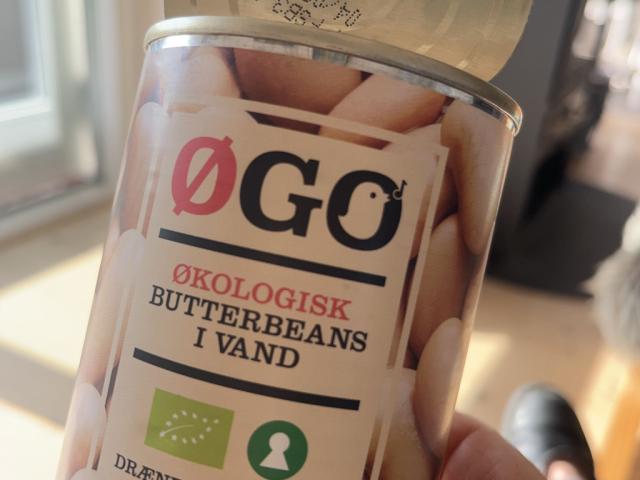 ØGO
ØKOLOGISK
BUTTERBEANS
I VAND